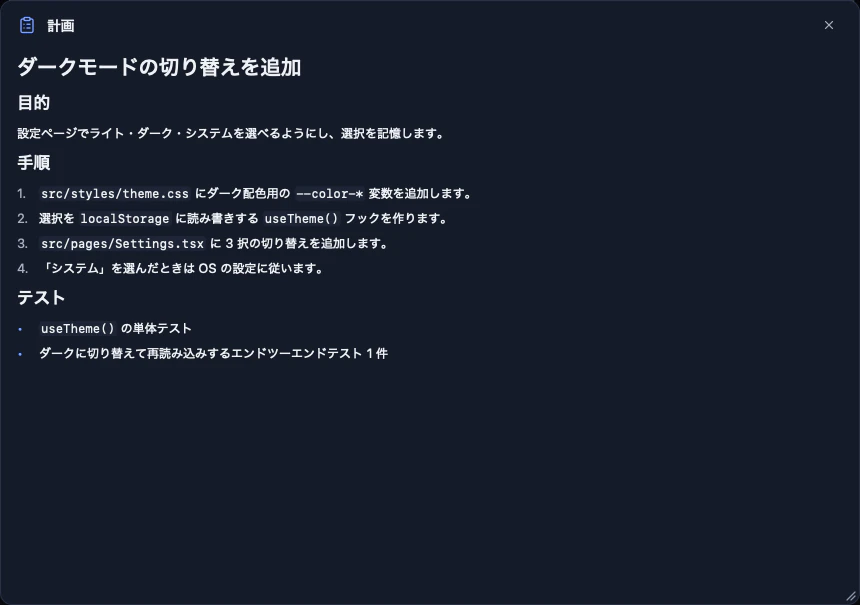 計画
ダークモードの切り替えを追加
目的
設定ページでライト・ダーク・システムを選べるようにし、選択を記憶します。
手順
1. src/styles/theme.css にダーク配色用の --color-* 変数を追加します。
2. 選択を localStorage に読み書きする useTheme() フックを作ります。
3. src/pages/Settings.tsx に 3 択の切り替えを追加します。
4. 「システム」を選んだときは OS の設定に従います。
テスト
• useTheme() の単体テスト
• ダークに切り替えて再読み込みするエンドツーエンドテスト 1 件